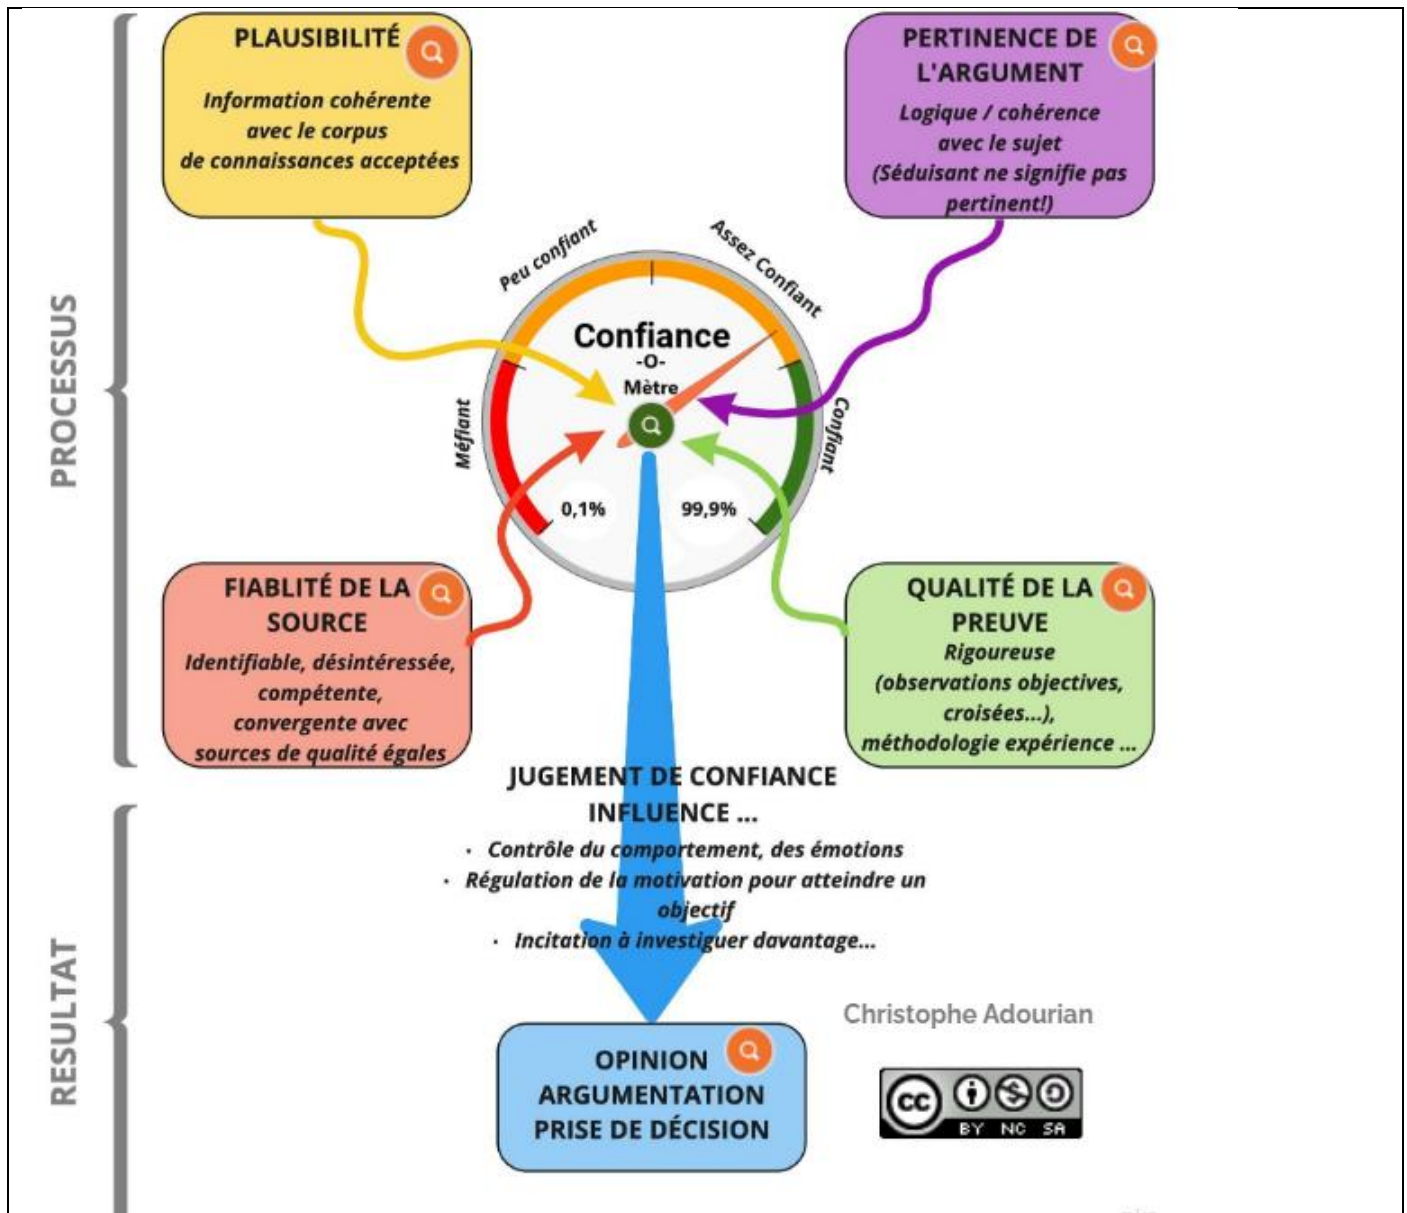 PROCESSUS
PLAUSIBILITÉ
Information cohérente
avec le corpus
de connaissances acceptées
PERTINENCE DE
L'ARGUMENT
Logique / cohérence
avec le sujet
(Séduisant ne signifie pas
pertinent!)
Peu confiant
Assez Confiant
Méfiant
Confiant
Confiance
-O-
Mètre
0,1%
99,9%
FIABLITÉ DE LA
SOURCE
Identifiable, désintéressée,
compétente,
convergente avec
sources de qualité égales
QUALITÉ DE LA
PREUVE
Rigoureuse
(observations objectives,
croisées...),
méthodologie expérience ...
RESULTAT
JUGEMENT DE CONFIANCE
INFLUENCE ...
· Contrôle du comportement, des émotions
· Régulation de la motivation pour atteindre un
objectif
· Incitation à investiguer davantage...
OPINION
ARGUMENTATION
PRISE DE DÉCISION
Christophe Adourian
cc
BY NC SA